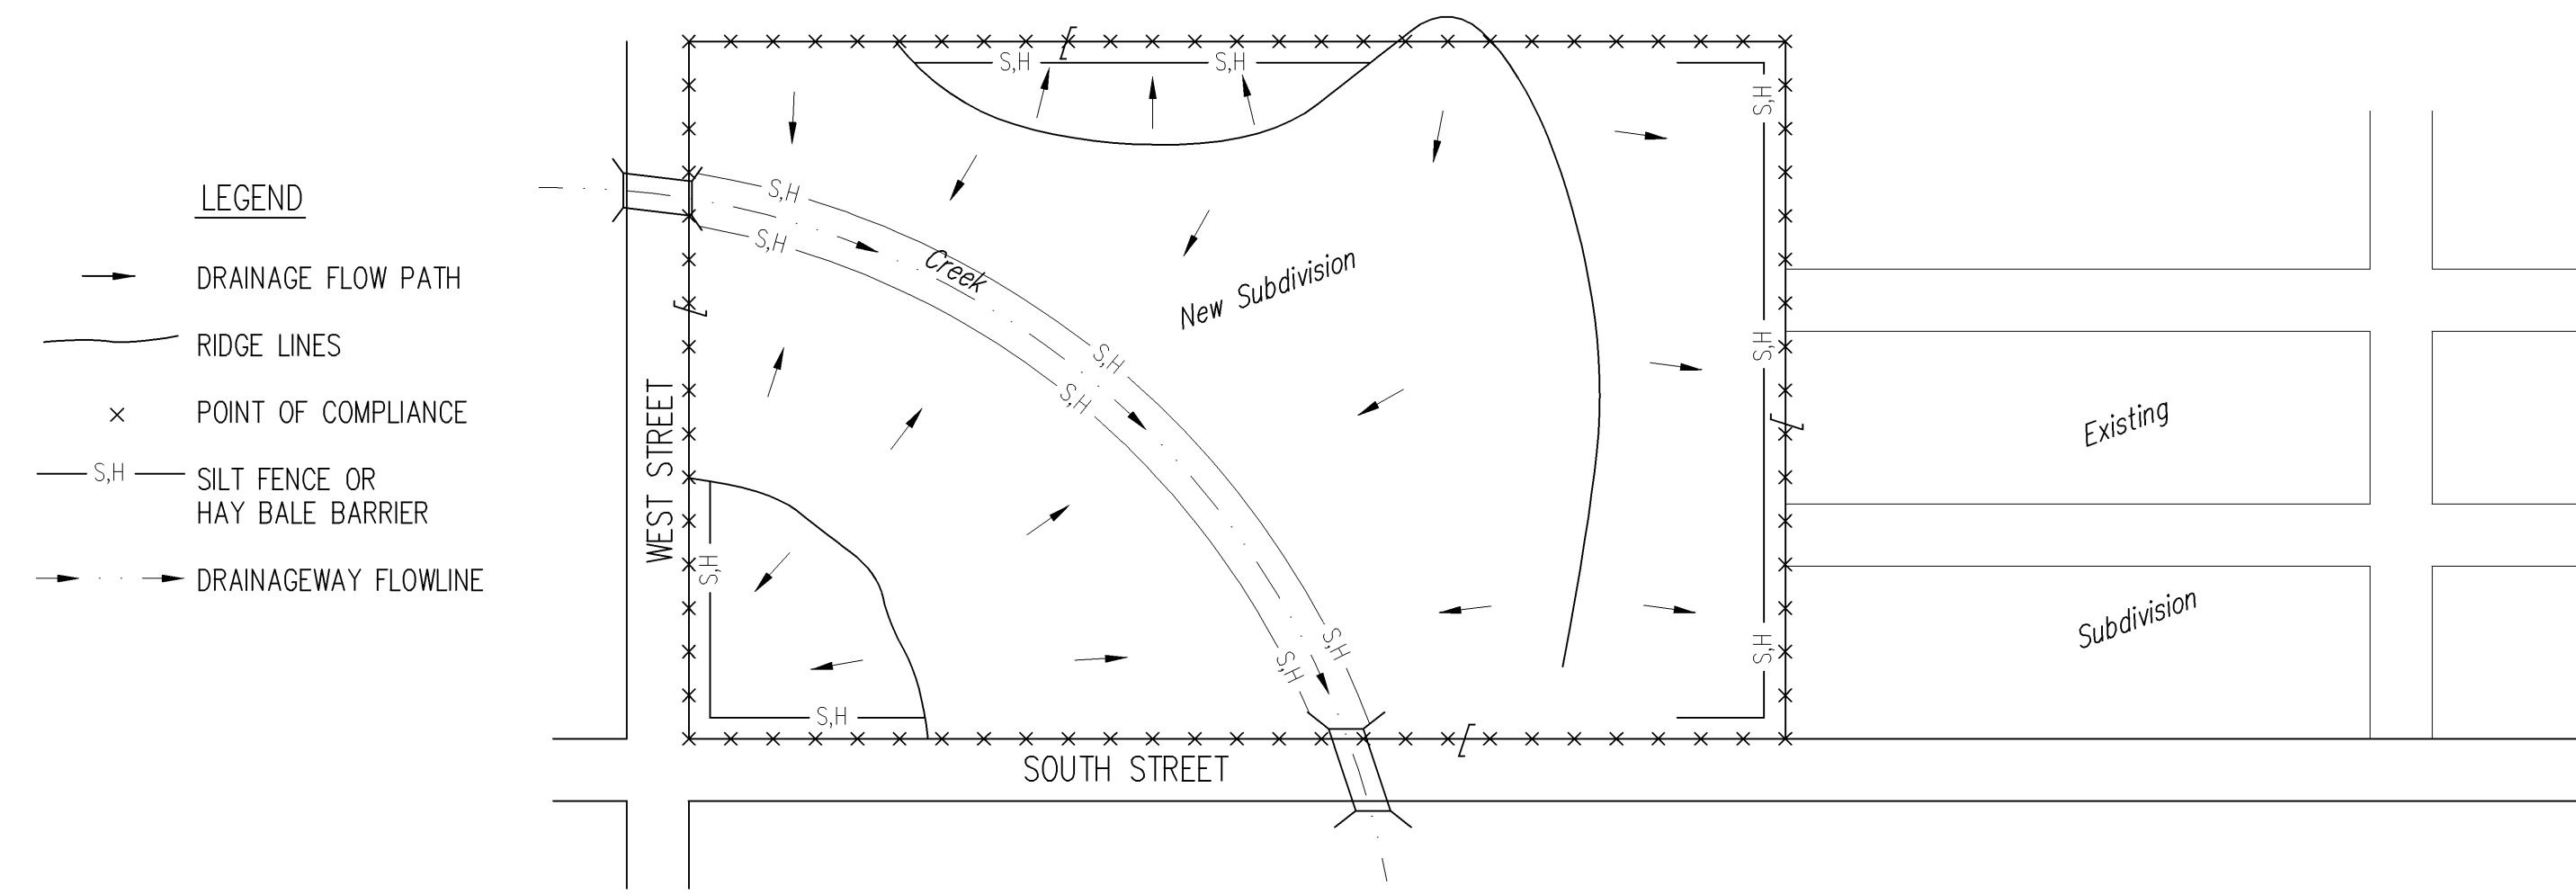 LEGEND
DRAINAGE FLOW PATH
RIDGE LINES
POINT OF COMPLIANCE
S,H
SILT FENCE OR
HAY BALE BARRIER
DRAINAGEWAY FLOWLINE
S,H
S,H
S,H
S,H
S,H
Creek
New Subdivision
S,H
S,H
S,H
WEST STREET
Existing
S,H
Subdivision
S,H
S,H
S,H
S,H
SOUTH STREET